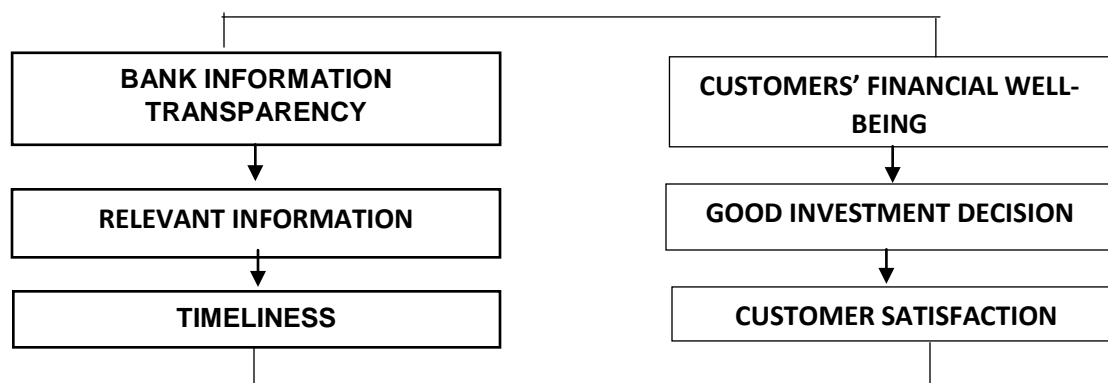 BANK INFORMATION
TRANSPARENCY
RELEVANT INFORMATION
TIMELINESS
CUSTOMERS’ FINANCIAL WELL-
BEING
GOOD INVESTMENT DECISION
CUSTOMER SATISFACTION